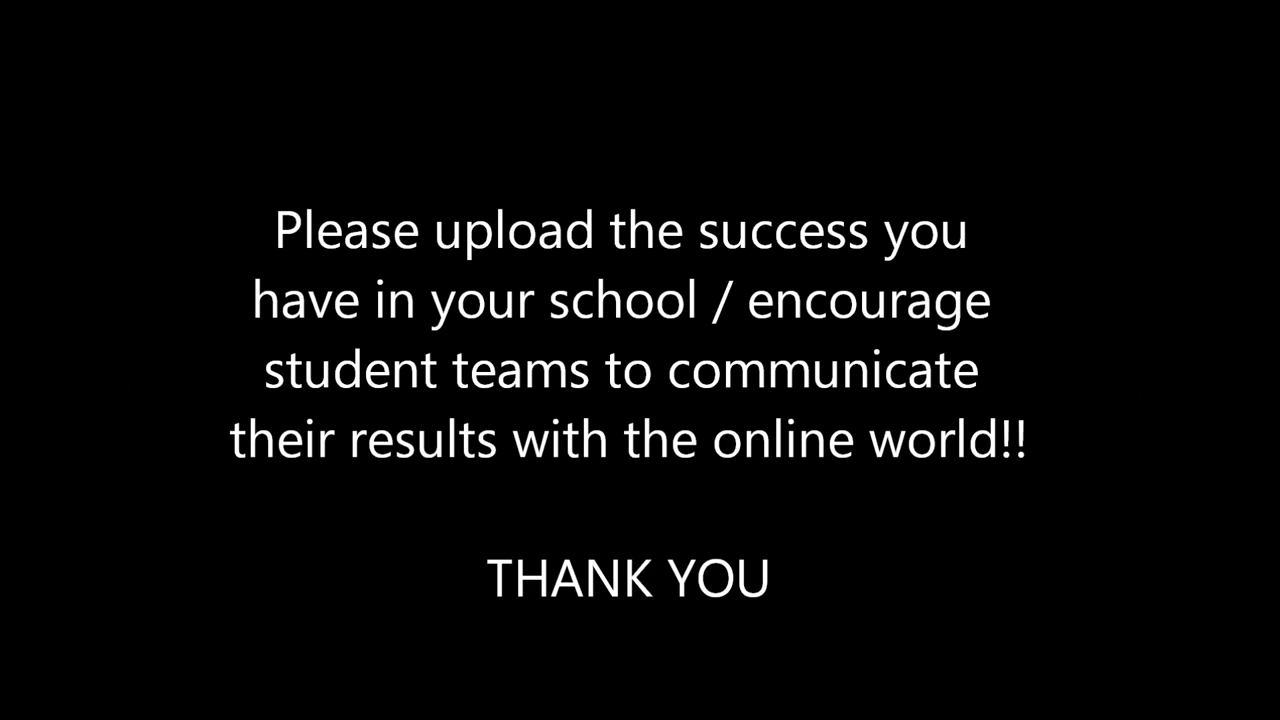 Please upload the success you
have in your school / encourage
student teams to communicate
their results with the online world!!
THANK YOU